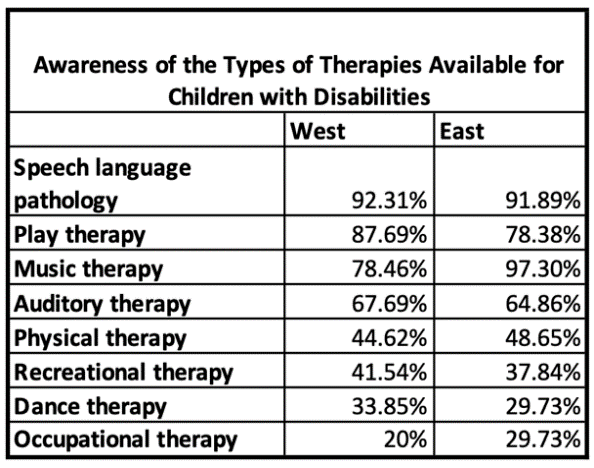 Awareness of the Types of Therapies Available for
Children with Disabilities
West East
Speech language
pathology 92.31% 91.89%
Play therapy 87.69% 78.38%
Music therapy 78.46% 97.30%
Auditory therapy 67.69% 64.86%
Physical therapy 44.62% 48.65%
Recreational therapy 41.54% 37.84%
Dance therapy 33.85% 29.73%
Occupational therapy 20% 29.73%